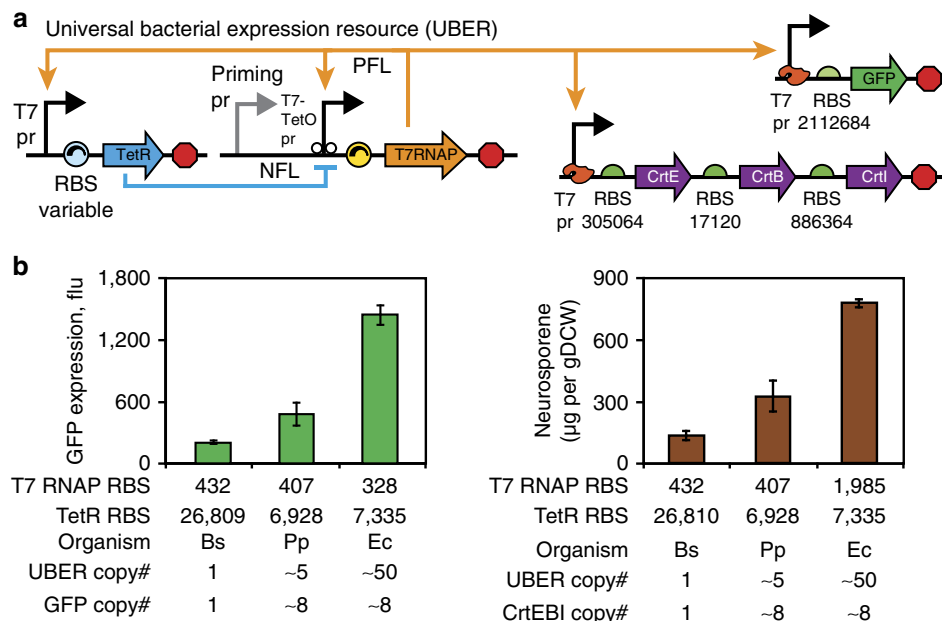 a
Universal bacterial expression resource (UBER)
PFL
Priming
pr
T7
pr
T7-
TetO
pr
TetR
T7RNAP
NFL
RBS
variable
T7
pr
RBS
2112684
GFP
CrtE
CrtB
CrtI
T7
pr
RBS
305064
RBS
17120
RBS
886364
b
GFP expression, flu
1,800
1,200
600
0
T7 RNAP RBS 432 407 328
TetR RBS 26,809 6,928 7,335
Organism Bs Pp Ec
UBER copy# 1 ~5 ~50
GFP copy# 1 ~8 ~8
Neurosporene
(µg per gDCW)
900
600
300
0
T7 RNAP RBS 432 407 1,985
TetR RBS 26,810 6,928 7,335
Organism Bs Pp Ec
UBER copy# 1 ~5 ~50
CrtEBI copy# 1 ~8 ~8